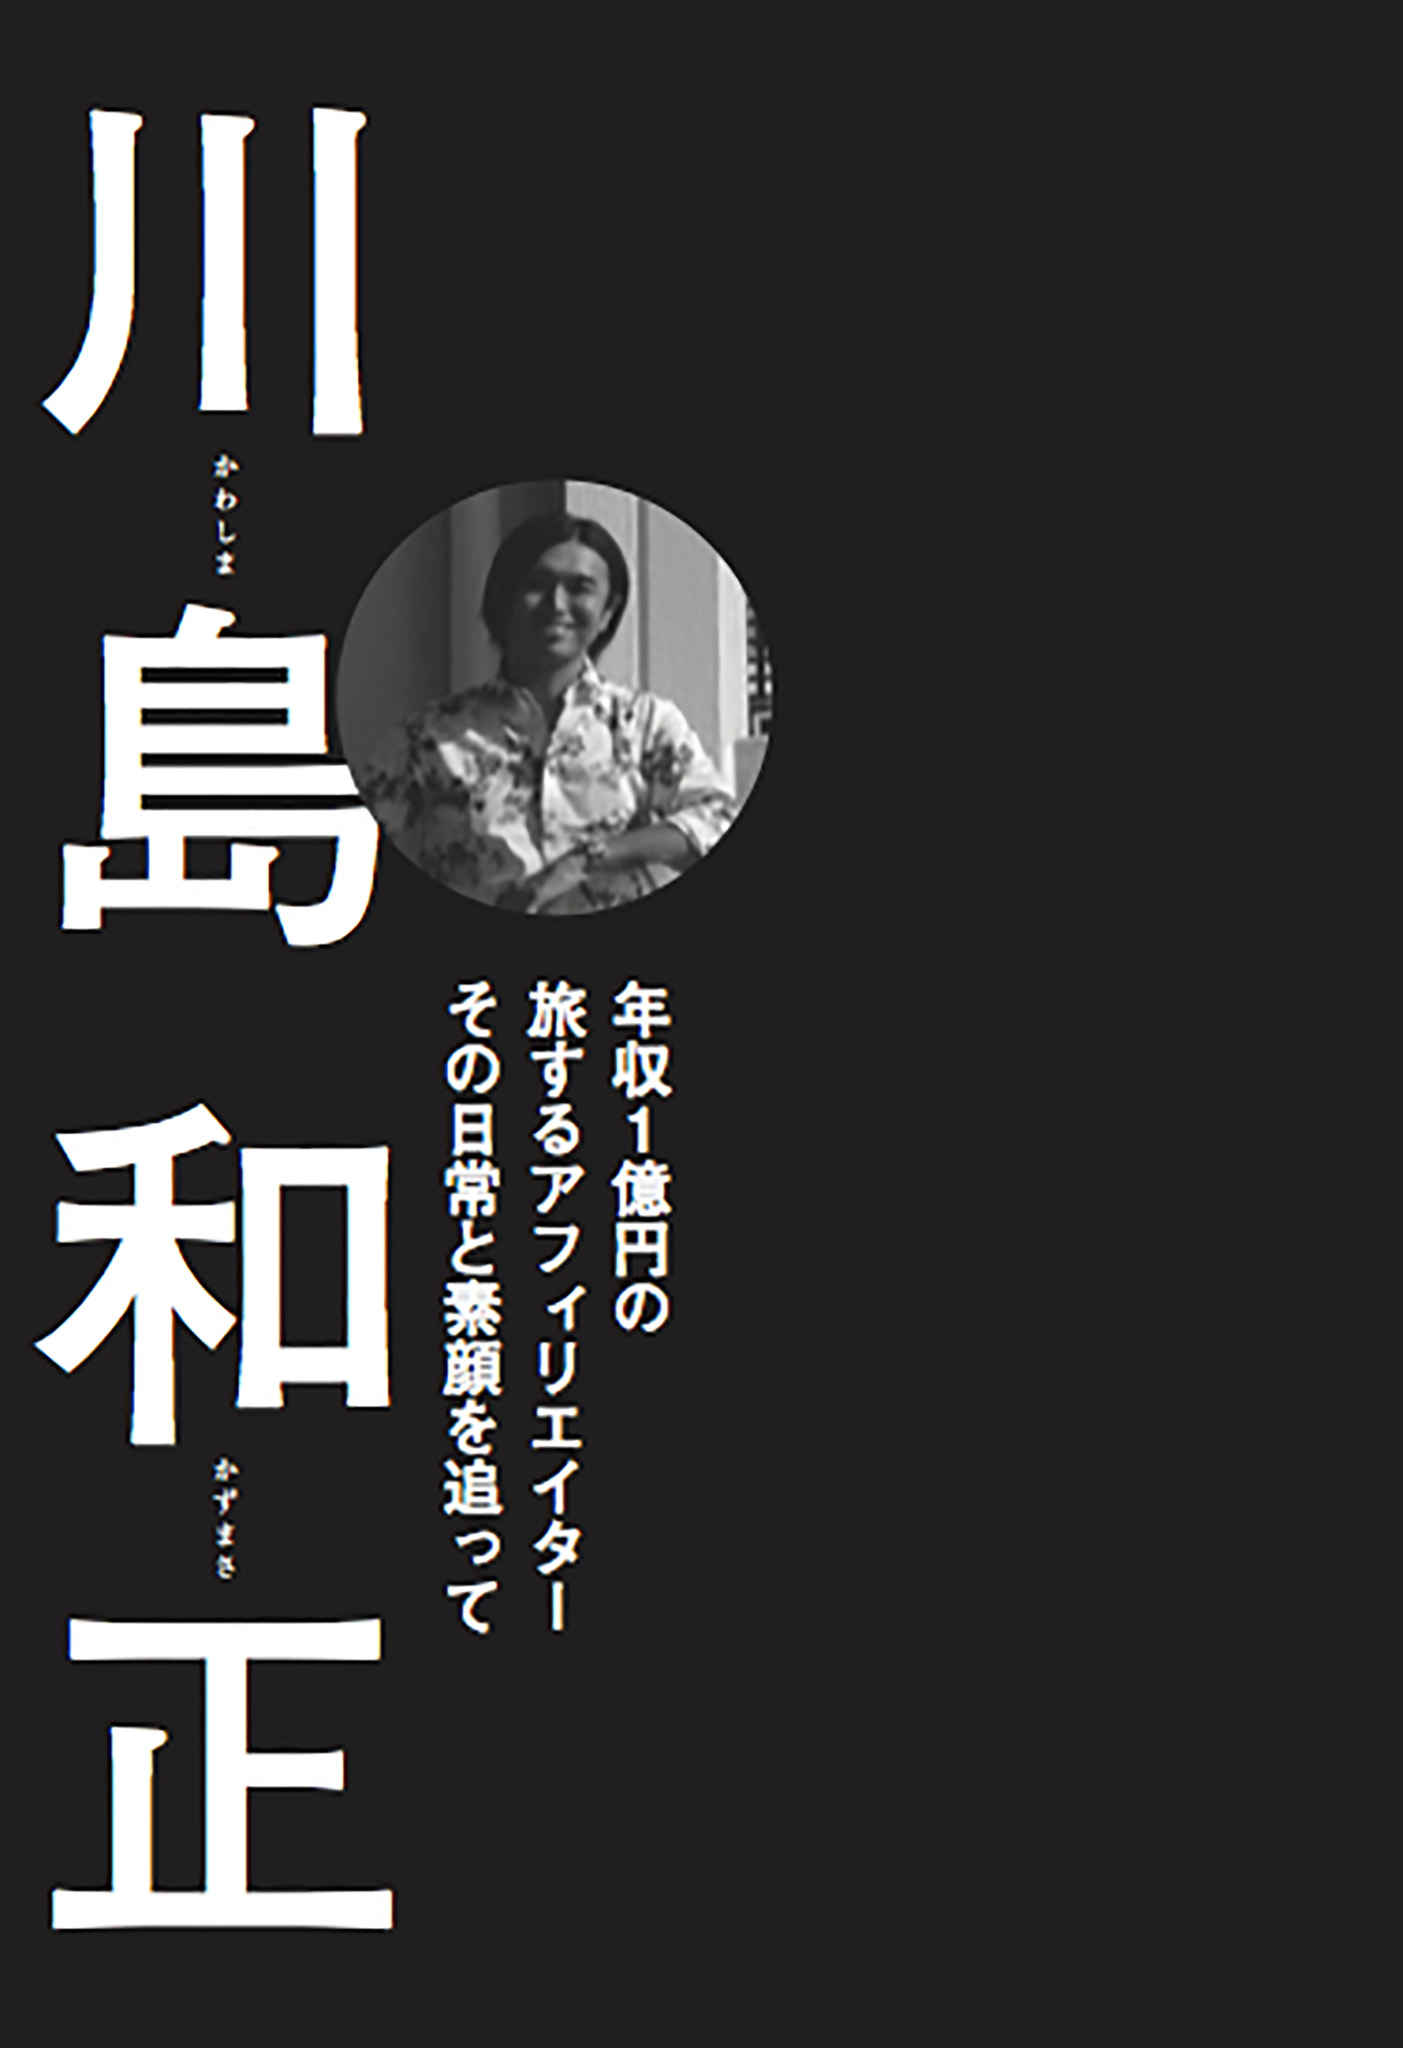 年収1億円の
旅するアフィリエイター
その日常と素顔を追って
川島
かわしま
和正
かずまさ